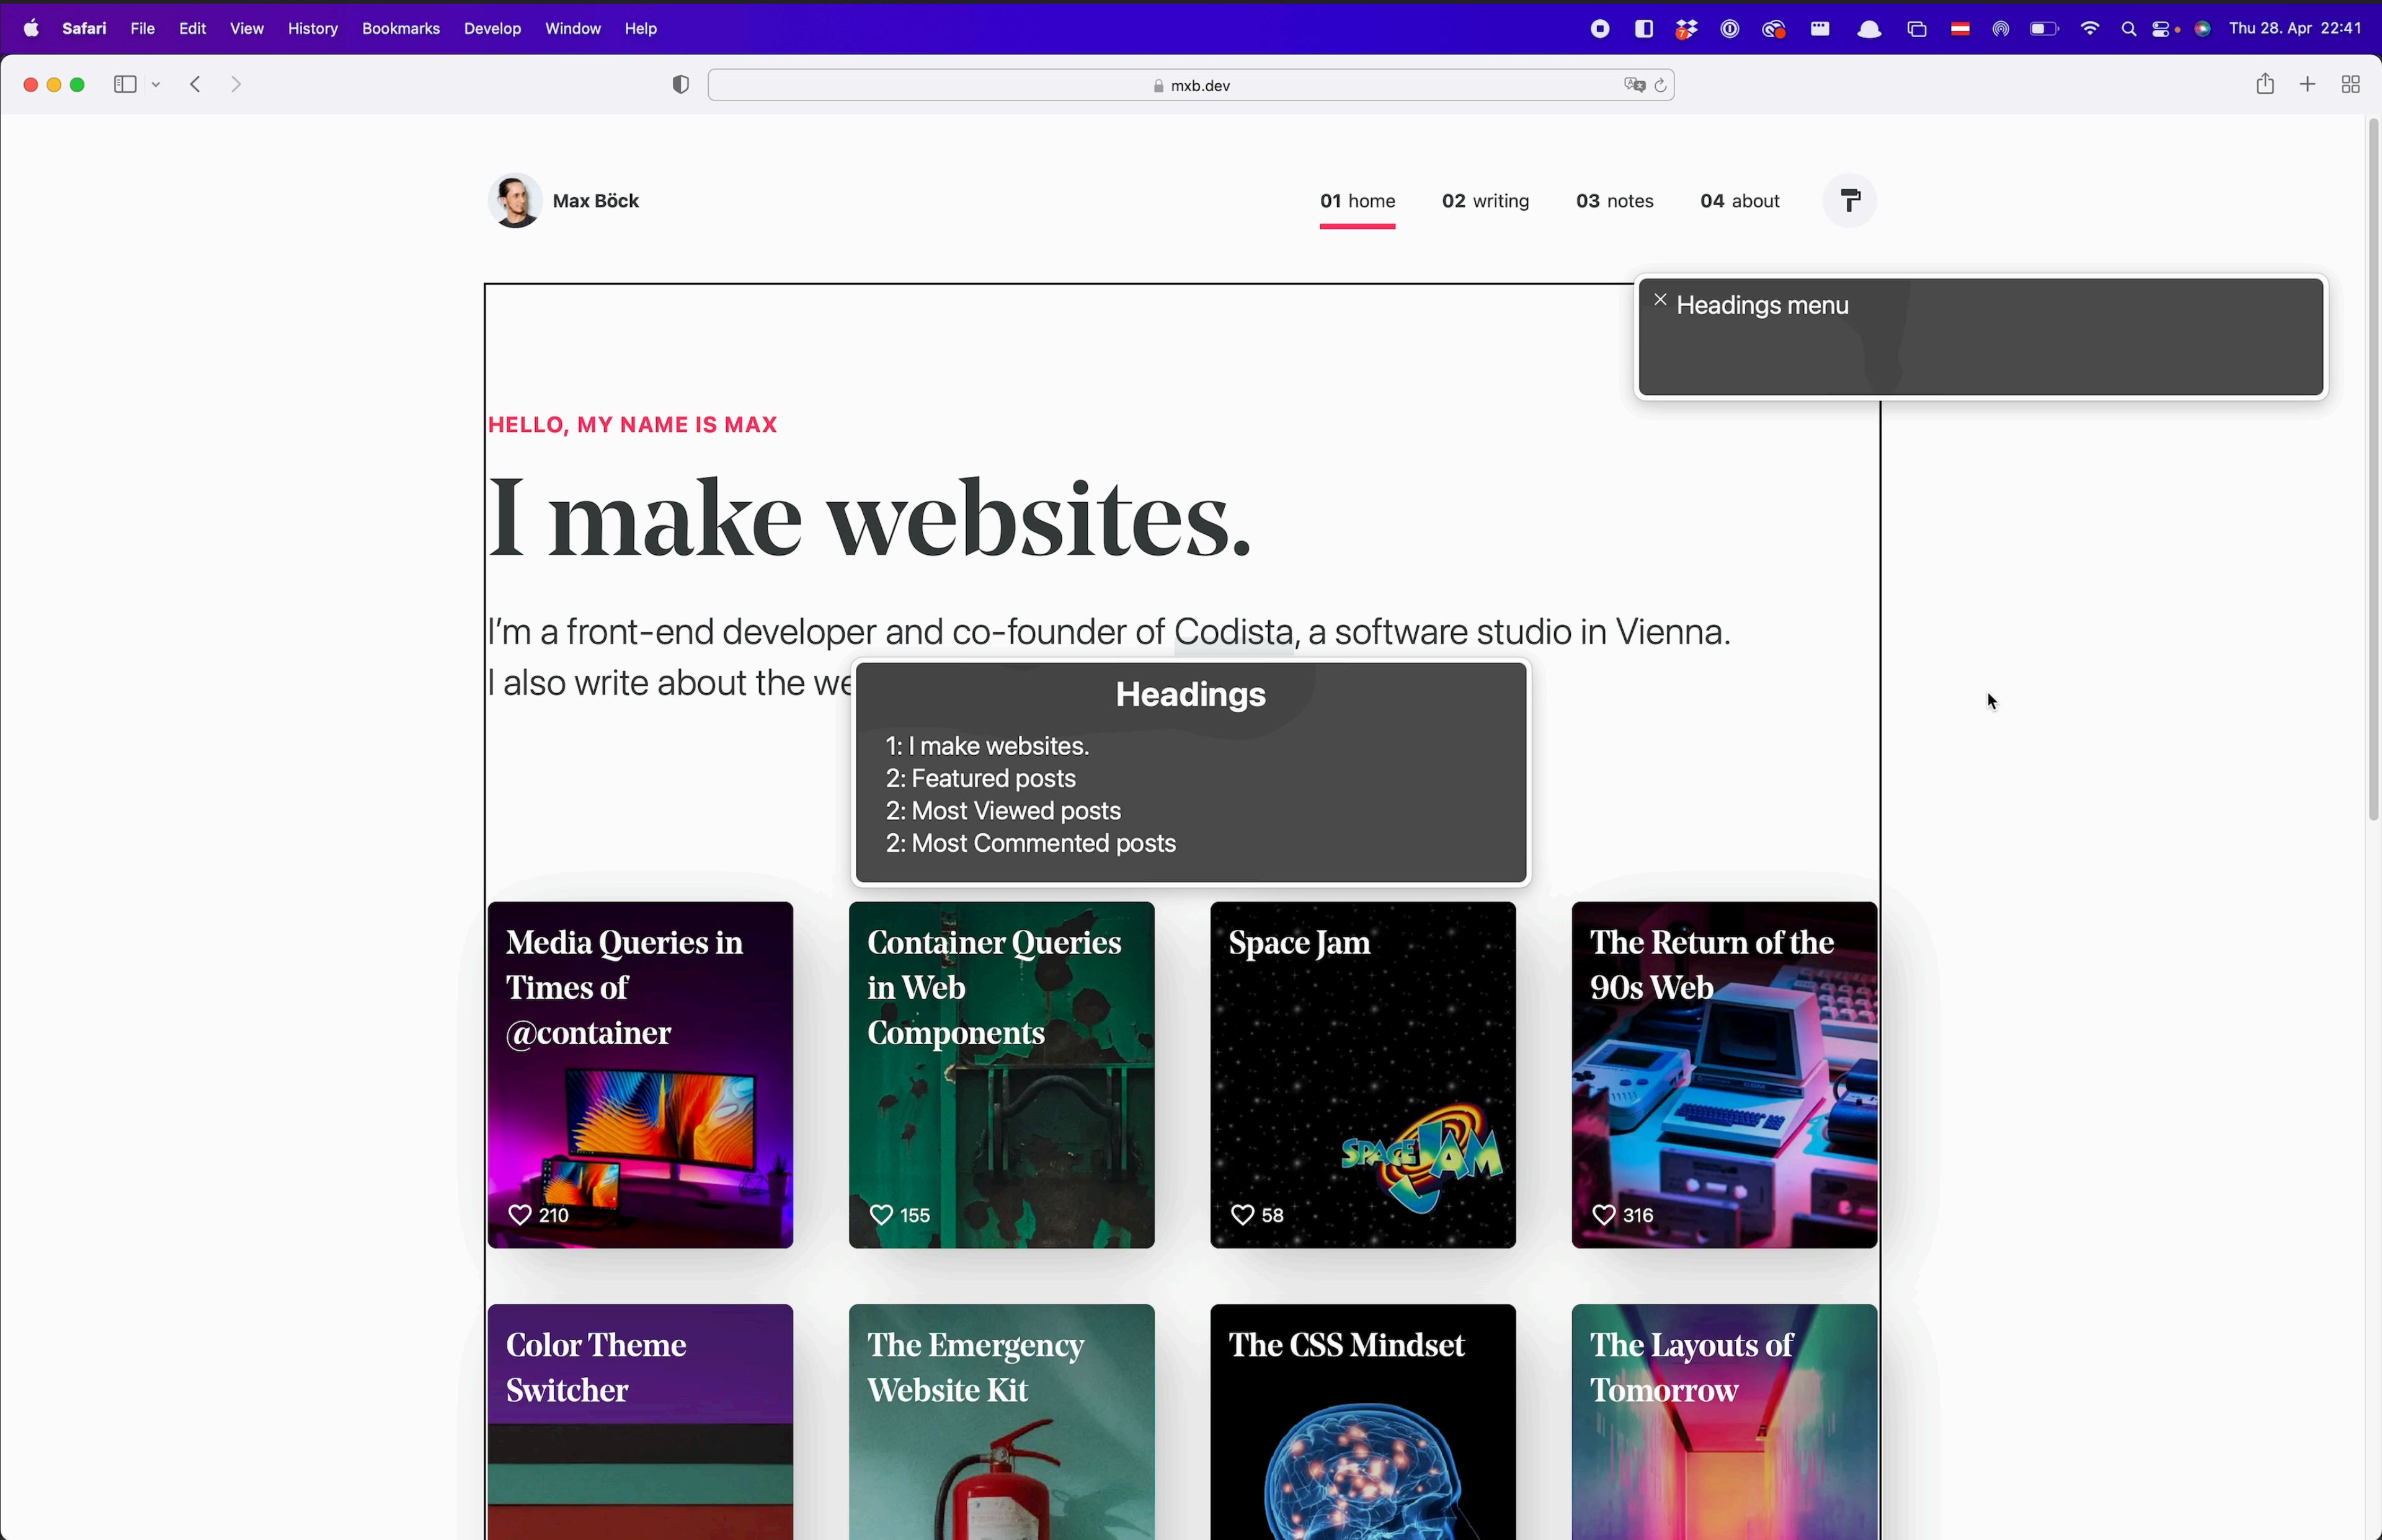 Safari File Edit View History Bookmarks Develop Window Help
7
Thu 28. Apr 22:41
mxb.dev
Max Böck
01 home 02 writing 03 notes 04 about
Headings menu
HELLO, MY NAME IS MAX
I make websites.
I'm a front-end developer and co-founder of Codista, a software studio in Vienna.
I also write about the we
Headings
1: I make websites.
2: Featured posts
2: Most Viewed posts
2: Most Commented posts
Media Queries in
Times of
@container
210
Container Queries
in Web
Components
155
Space Jam
SPACE JAM
58
The Return of the
90s Web
316
Color Theme
Switcher
The Emergency
Website Kit
The CSS Mindset
The Layouts of
Tomorrow